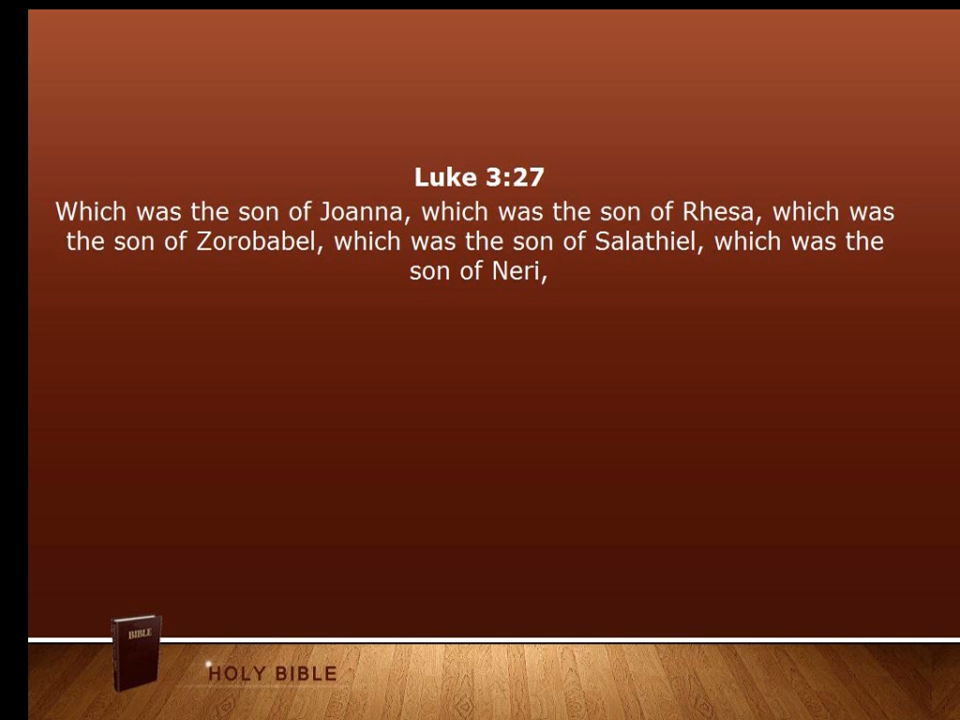 Luke 3:27
Which was the son of Joanna, which was the son of Rhesa, which was
the son of Zorobabel, which was the son of Salathiel, which was the
son of Neri,
BIBLE
HOLY BIBLE